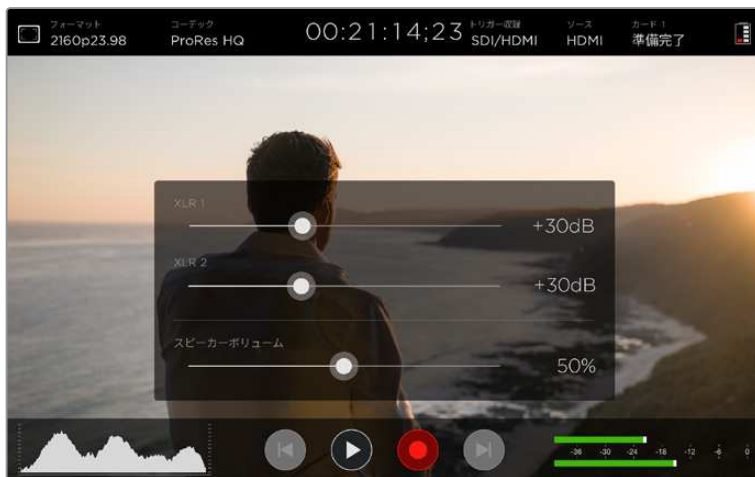 フォーマット コーデック トリガー収録 ソース カード 1
2160p23.98 ProRes HQ 00:21:14;23 SDI/HDMI HDMI 準備完了
XLR 1
+30dB
XLR 2
+30dB
スピーカーボリューム
50%
-36 -30 -24 -18 -12 -6 0